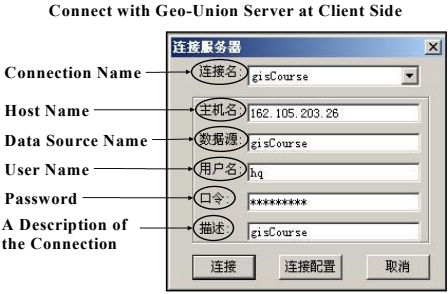 Connect with Geo-Union Server at Client Side
连接服务器
Connection Name 连接名: gisCourse
Host Name 主机名: 162.105.203.26
Data Source Name 数据源: gisCourse
User Name 用户名: hq
Password 口令: *********
A Description of
the Connection 描述: gisCourse
连接 连接配置 取消